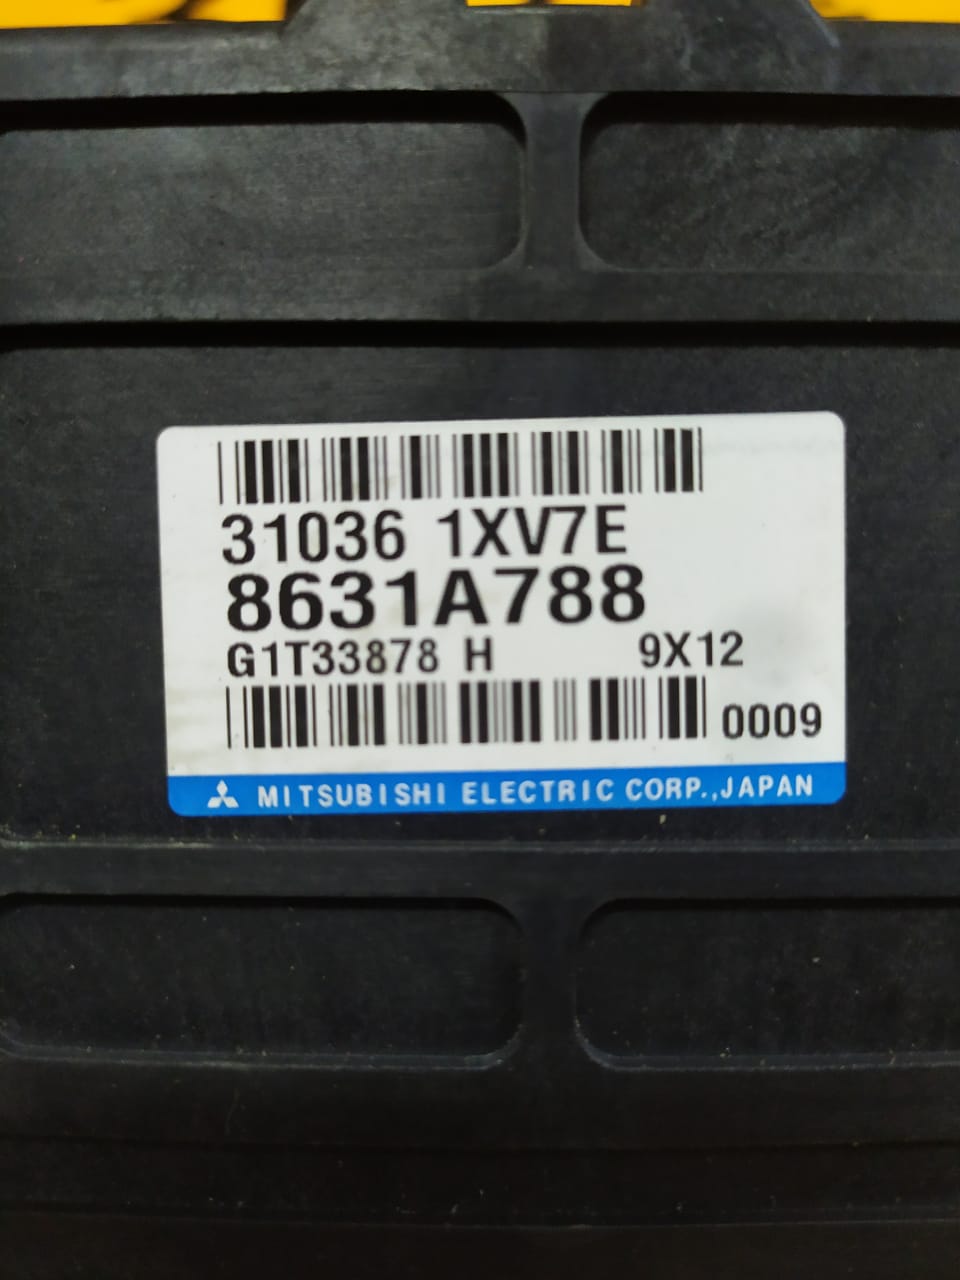 31036 1XV7E
8631A788
G1T33878 H 9X12
0009
MITSUBISHI ELECTRIC CORP.,JAPAN